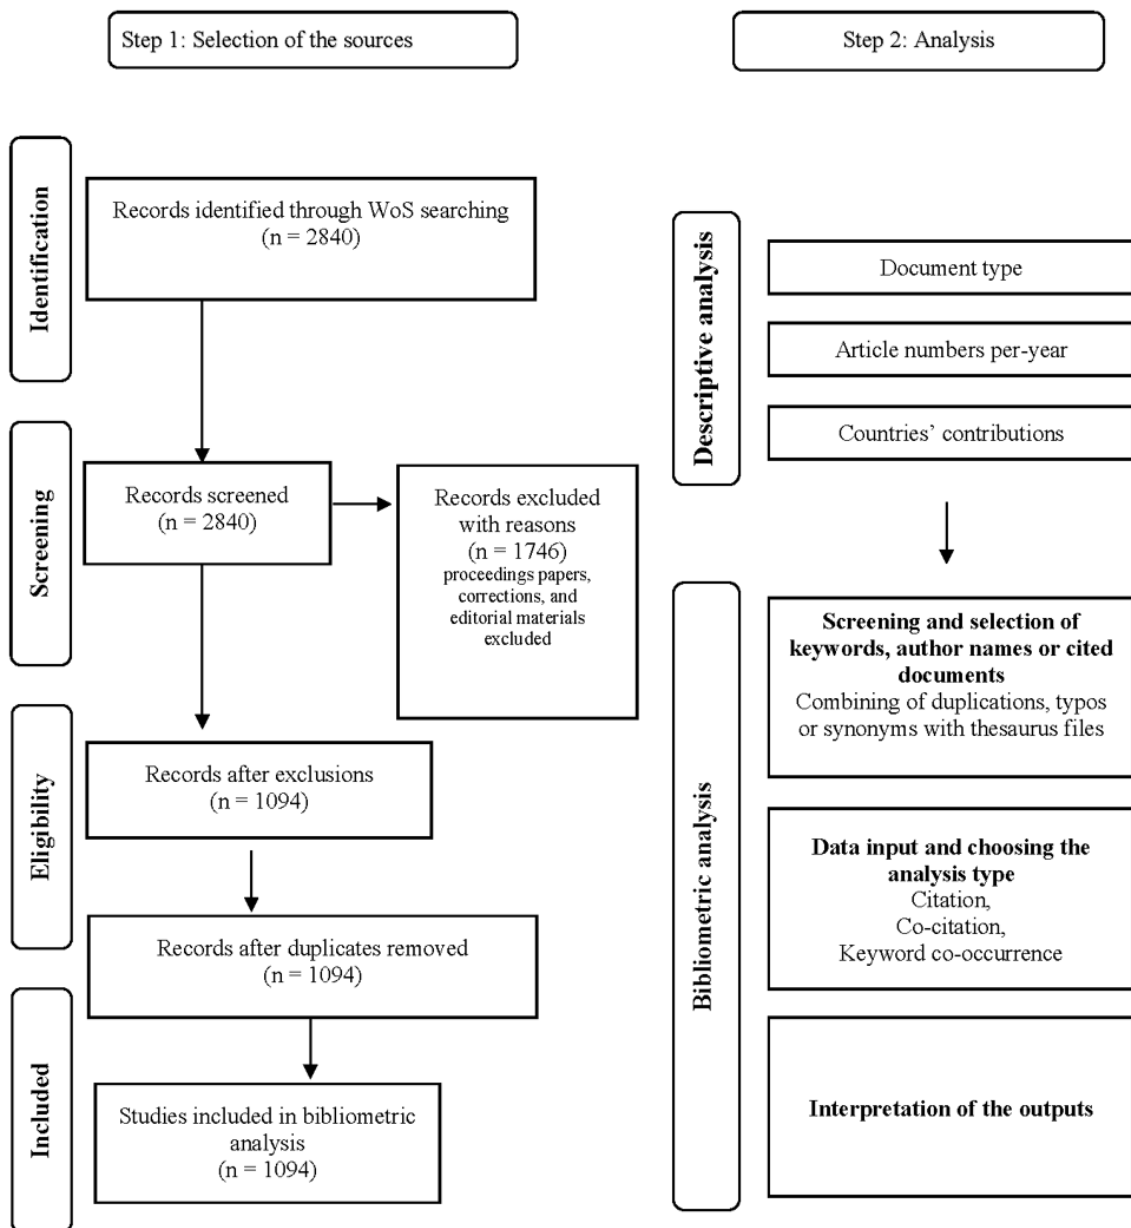 Step 1: Selection of the sources
Identification
Records identified through WoS searching
(n = 2840)
Screening
Records screened
(n = 2840)
Records excluded
with reasons
(n = 1746)
proceedings papers,
corrections, and
editorial materials
excluded
Eligibility
Records after exclusions
(n = 1094)
Records after duplicates removed
(n = 1094)
Included
Studies included in bibliometric
analysis
(n = 1094)
Step 2: Analysis
Descriptive analysis
Document type
Article numbers per-year
Countries’ contributions
Bibliometric analysis
Screening and selection of
keywords, author names or cited
documents
Combining of duplications, typos
or synonyms with thesaurus files
Data input and choosing the
analysis type
Citation,
Co-citation,
Keyword co-occurrence
Interpretation of the outputs